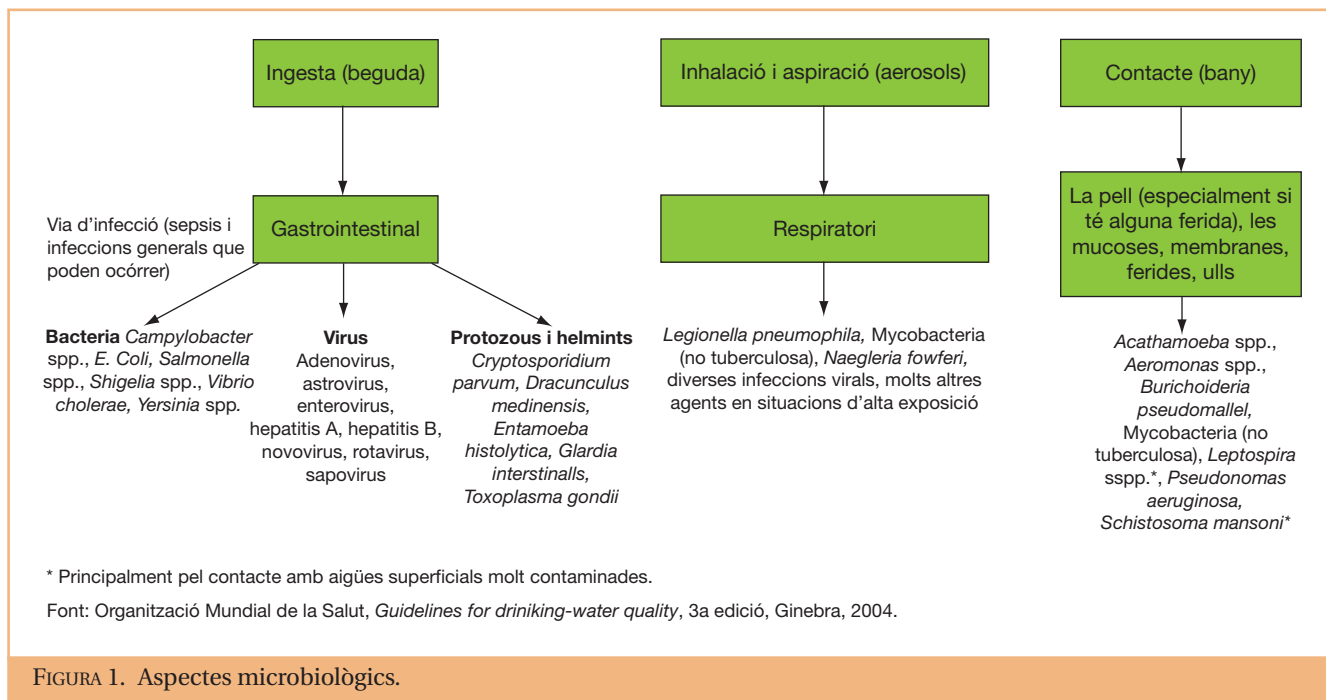 Ingesta (beguda)
Inhalació i aspiració (aerosols)
Contacte (bany)
Via d'infecció (sepsis i
infeccions generals que
poden ocórrer)
Gastrointestinal
Respiratori
La pell (especialment si
té alguna ferida), les
mucoses, membranes,
ferides, ulls
Bacteria Campylobacter
spp., E. Coli, Salmonella
spp., Shigelia spp., Vibrio
cholerae, Yersinia spp.
Virus
Adenovirus,
astrovirus,
enterovirus,
hepatitis A, hepatitis B,
novovirus, rotavirus,
sapovirus
Protozous i helmints
Cryptosporidium
parvum, Dracunculus
medinensis,
Entamoeba
histolytica, Glardia
interstinalls,
Toxoplasma gondii
Legionella pneumophila, Mycobacteria
(no tuberculosa), Naegleria fowferi,
diverses infeccions virals, molts altres
agents en situacions d'alta exposició
Acathamoeba spp.,
Aeromonas spp.,
Burichoideria
pseudomallel,
Mycobacteria (no
tuberculosa), Leptospira
sspp.*, Pseudonomas
aeruginosa,
Schistosoma mansoni*
* Principalment pel contacte amb aigües superficials molt contaminades.
Font: Organització Mundial de la Salut, Guidelines for driniking-water quality, 3a edició, Ginebra, 2004.
FIGURA 1. Aspectes microbiològics.